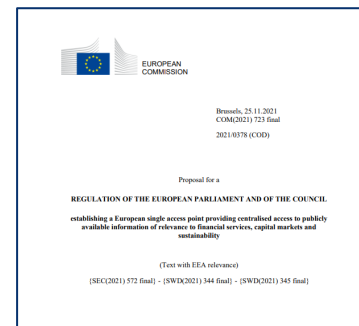 EUROPEAN
COMMISSION
Brussels, 25.11.2021
COM(2021) 723 final
2021/0378 (COD)
Proposal for a
REGULATION OF THE EUROPEAN PARLIAMENT AND OF THE COUNCIL
establishing a European single access point providing centralised access to publicly
available information of relevance to financial services, capital markets and
sustainability
(Text with EEA relevance)
{SEC(2021) 572 final} - {SWD(2021) 344 final} - {SWD(2021) 345 final}